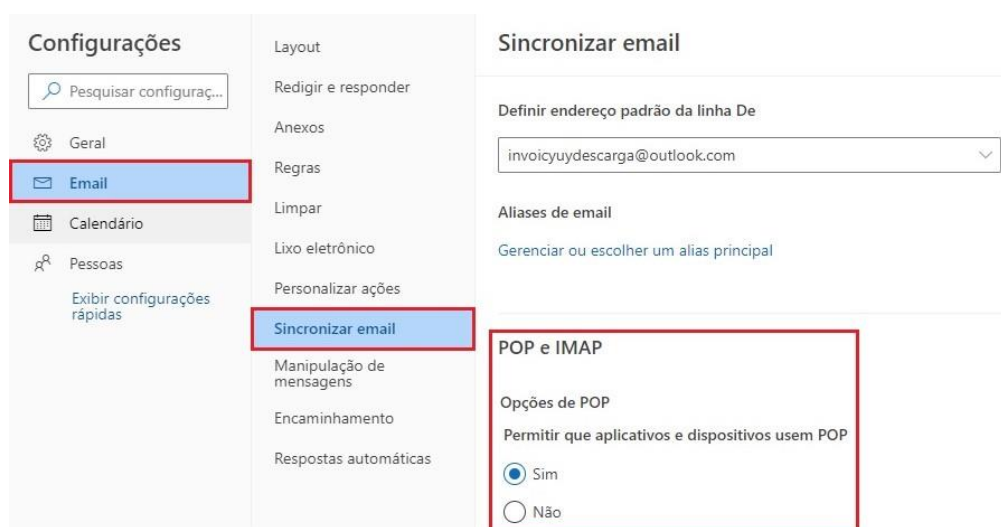 Configurações
Pesquisar configuraç...
Geral
Email
Calendário
Pessoas
Exibir configurações
rápidas
Layout
Redigir e responder
Anexos
Regras
Limpar
Lixo eletrônico
Personalizar ações
Sincronizar email
Manipulação de
mensagens
Encaminhamento
Respostas automáticas
Sincronizar email
Definir endereço padrão da linha De
invoicyuydescarga@outlook.com
Aliases de email
Gerenciar ou escolher um alias principal
POP e IMAP
Opções de POP
Permitir que aplicativos e dispositivos usem POP
Sim
Não